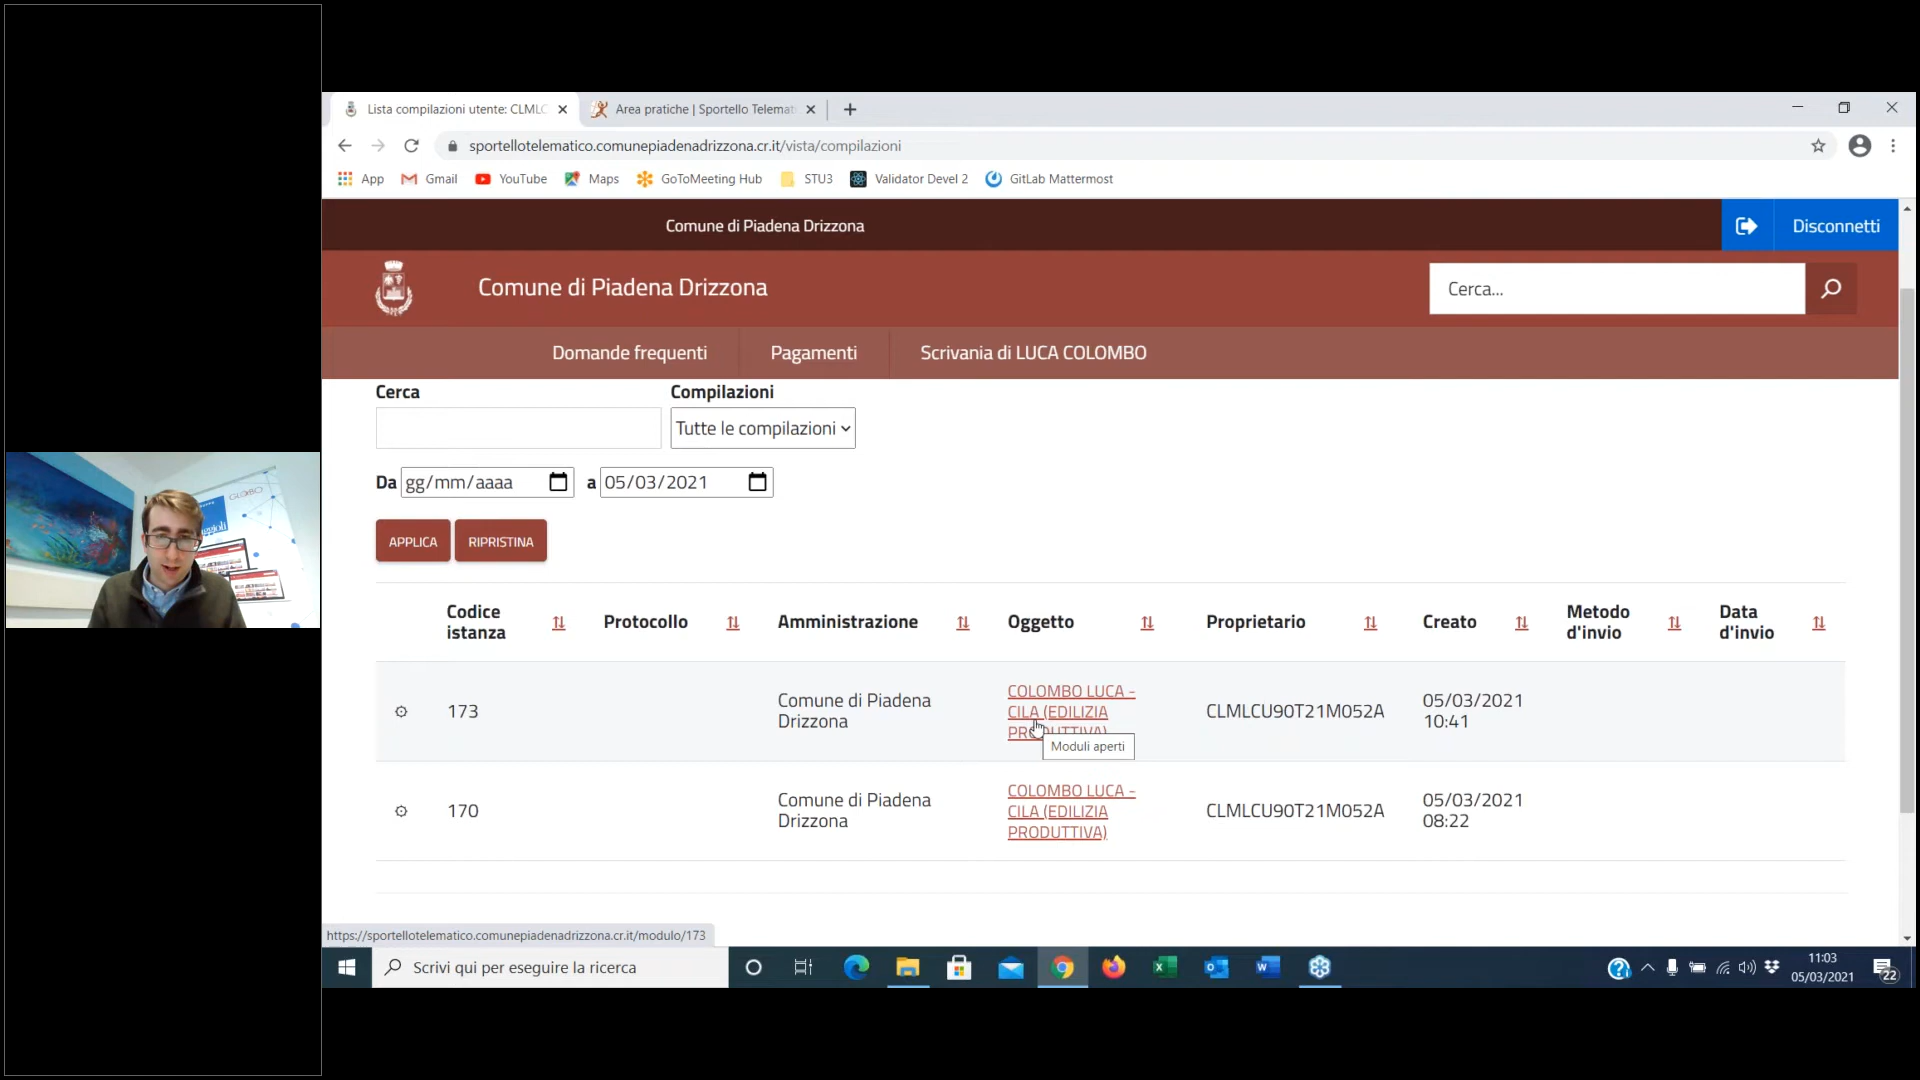 Lista compilazioni utente: CLMLC
Area pratiche | Sportello Telemat
sportellotelematico.comunepiadenadrizzona.cr.it/vista/compilazioni
App Gmail YouTube Maps GoToMeeting Hub STU3 Validator Devel 2 GitLab Mattermost
Comune di Piadena Drizzona
Disconnetti
Comune di Piadena Drizzona
Cerca...
Domande frequenti Pagamenti Scrivania di LUCA COLOMBO
Cerca Compilazioni
Tutte le compilazioni
Da gg/mm/aaaa a 05/03/2021
APPLICA RIPRISTINA
Codice istanza Protocollo Amministrazione Oggetto Proprietario Creato Metodo d'invio Data d'invio
173
Comune di Piadena
Drizzona
COLOMBO LUCA -
CILA (EDILIZIA
PRODUTTIVA)
CLMLCU90T21M052A
05/03/2021
10:41
Moduli aperti
170
Comune di Piadena
Drizzona
COLOMBO LUCA -
CILA (EDILIZIA
PRODUTTIVA)
CLMLCU90T21M052A
05/03/2021
08:22
https://sportellotelematico.comunepiadenadrizzona.cr.it/modulo/173
Scrivi qui per eseguire la ricerca
11:03
05/03/2021
22
GLOBO